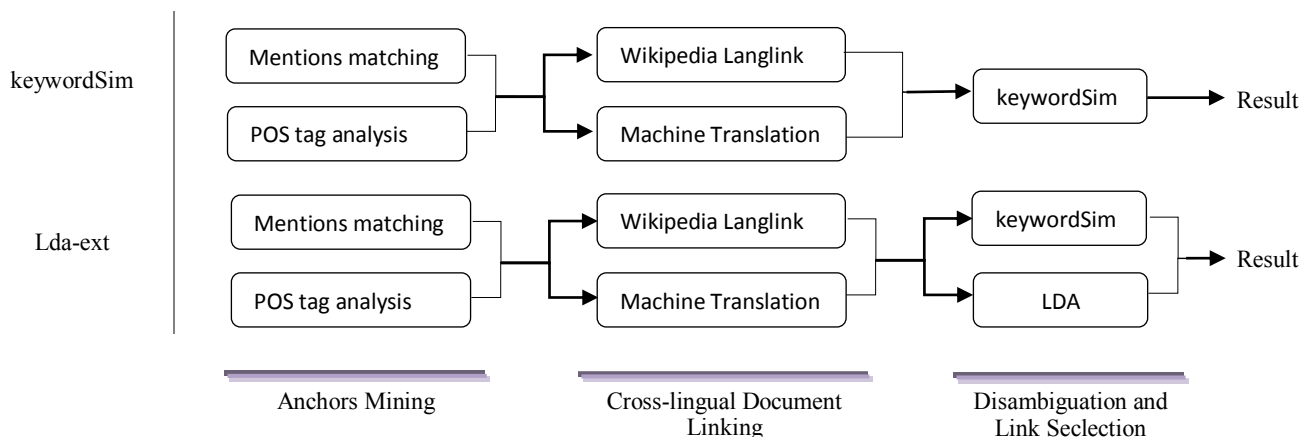 keywordSim
Mentions matching
POS tag analysis
Wikipedia Langlink
Machine Translation
keywordSim
Result
Lda-ext
Mentions matching
POS tag analysis
Wikipedia Langlink
Machine Translation
keywordSim
LDA
Result
Anchors Mining
Cross-lingual Document
Linking
Disambiguation and
Link Seclection